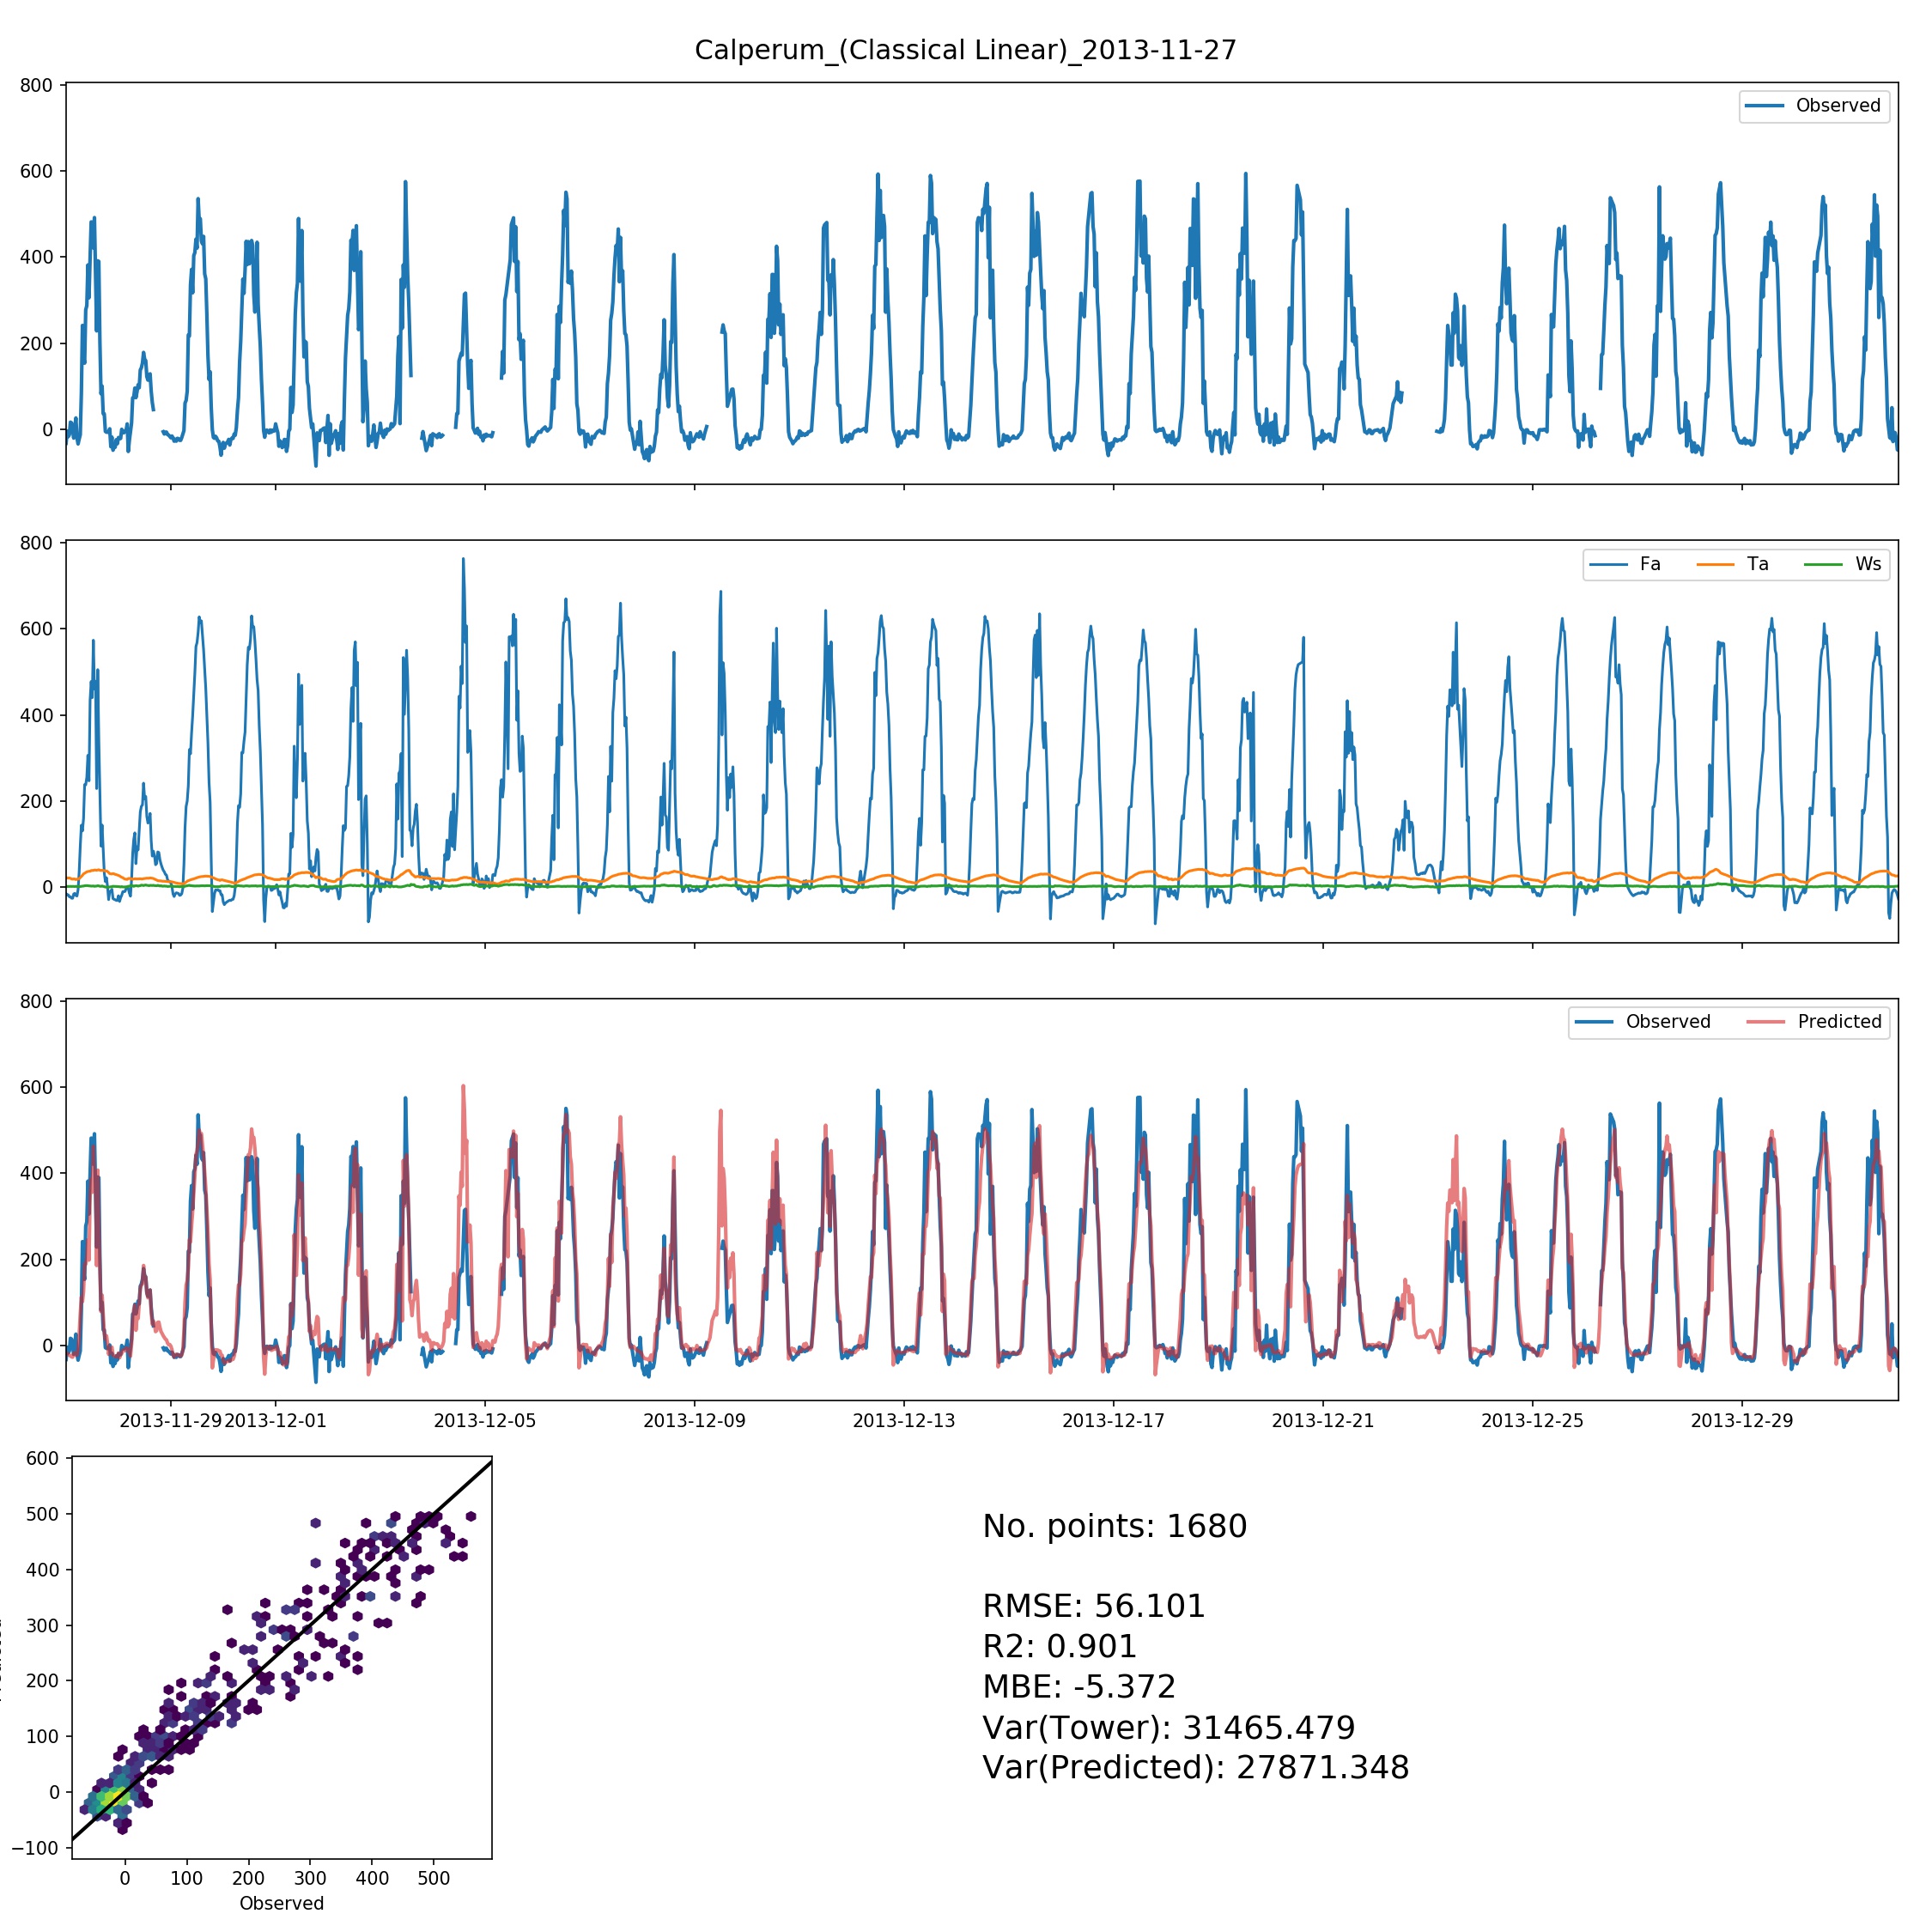 Calperum_(Classical Linear)_2013-11-27
800
600
400
200
0
Observed
800
600
400
200
0
Fa Ta Ws
800
600
400
200
0
Observed Predicted
2013-11-29 2013-12-01 2013-12-05 2013-12-09 2013-12-13 2013-12-17 2013-12-21 2013-12-25 2013-12-29
600
500
400
300
200
100
0
−100
0 100 200 300 400 500
Observed
No. points: 1680
RMSE: 56.101
R2: 0.901
MBE: -5.372
Var(Tower): 31465.479
Var(Predicted): 27871.348